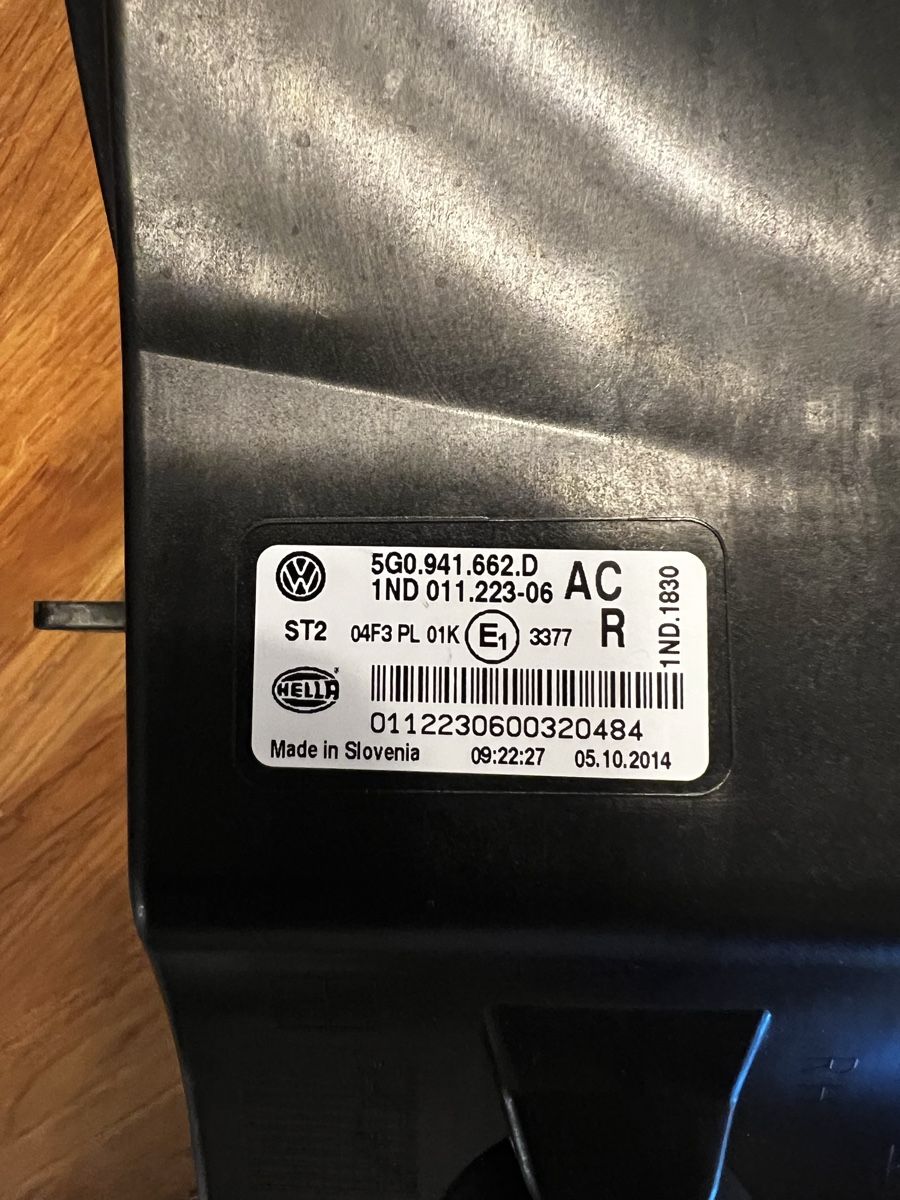 5G0.941.662.D
1ND 011.223-06
AC
R
1ND.1830
ST2
04F3 PL 01K
E1
3377
HELLA
0112230600320484
Made in Slovenia
09:22:27
05.10.2014